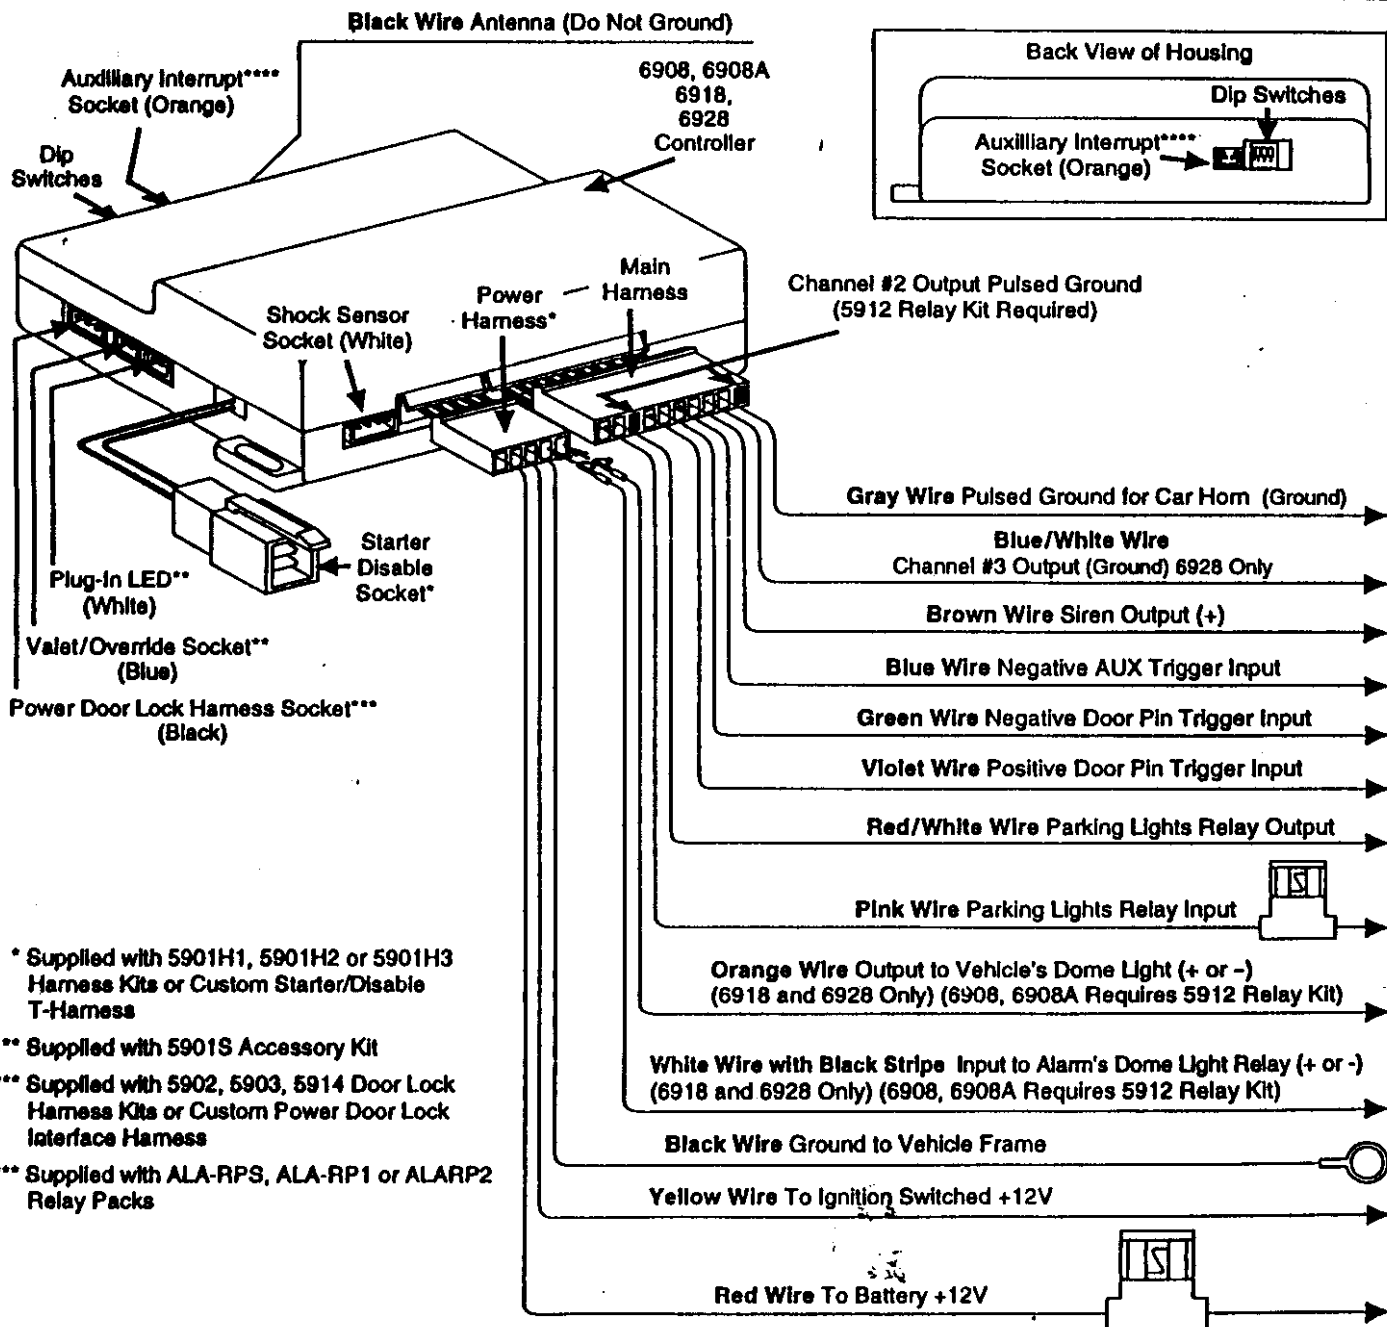 Black Wire Antenna (Do Not Ground)
Auxiliary Interrupt****
Socket (Orange)
Dip
Switches
6908, 6908A
6918,
6928
Controller
Back View of Housing
Dip Switches
Auxilliary Interrupt****
Socket (Orange)
Main
Harness
Power
Harness*
Shock Sensor
Socket (White)
Channel #2 Output Pulsed Ground
(5912 Relay Kit Required)
Starter
Disable
Socket*
Plug-In LED**
(White)
Valet/Override Socket**
(Blue)
Power Door Lock Harness Socket***
(Black)
Gray Wire Pulsed Ground for Car Horn (Ground)
Blue/White Wire
Channel #3 Output (Ground) 6928 Only
Brown Wire Siren Output (+)
Blue Wire Negative AUX Trigger Input
Green Wire Negative Door Pin Trigger Input
Violet Wire Positive Door Pin Trigger Input
Red/White Wire Parking Lights Relay Output
Pink Wire Parking Lights Relay Input
Orange Wire Output to Vehicle's Dome Light (+ or -)
(6918 and 6928 Only) (6908, 6908A Requires 5912 Relay Kit)
White Wire with Black Stripe Input to Alarm's Dome Light Relay (+ or -)
(6918 and 6928 Only) (6908, 6908A Requires 5912 Relay Kit)
Black Wire Ground to Vehicle Frame
Yellow Wire To Ignition Switched +12V
Red Wire To Battery +12V
* Supplied with 5901H1, 5901H2 or 5901H3
Harness Kits or Custom Starter/Disable
T-Harness
** Supplied with 5901S Accessory Kit
*** Supplied with 5902, 5903, 5914 Door Lock
Harness Kits or Custom Power Door Lock
Interface Harness
*** Supplied with ALA-RPS, ALA-RP1 or ALARP2
Relay Packs